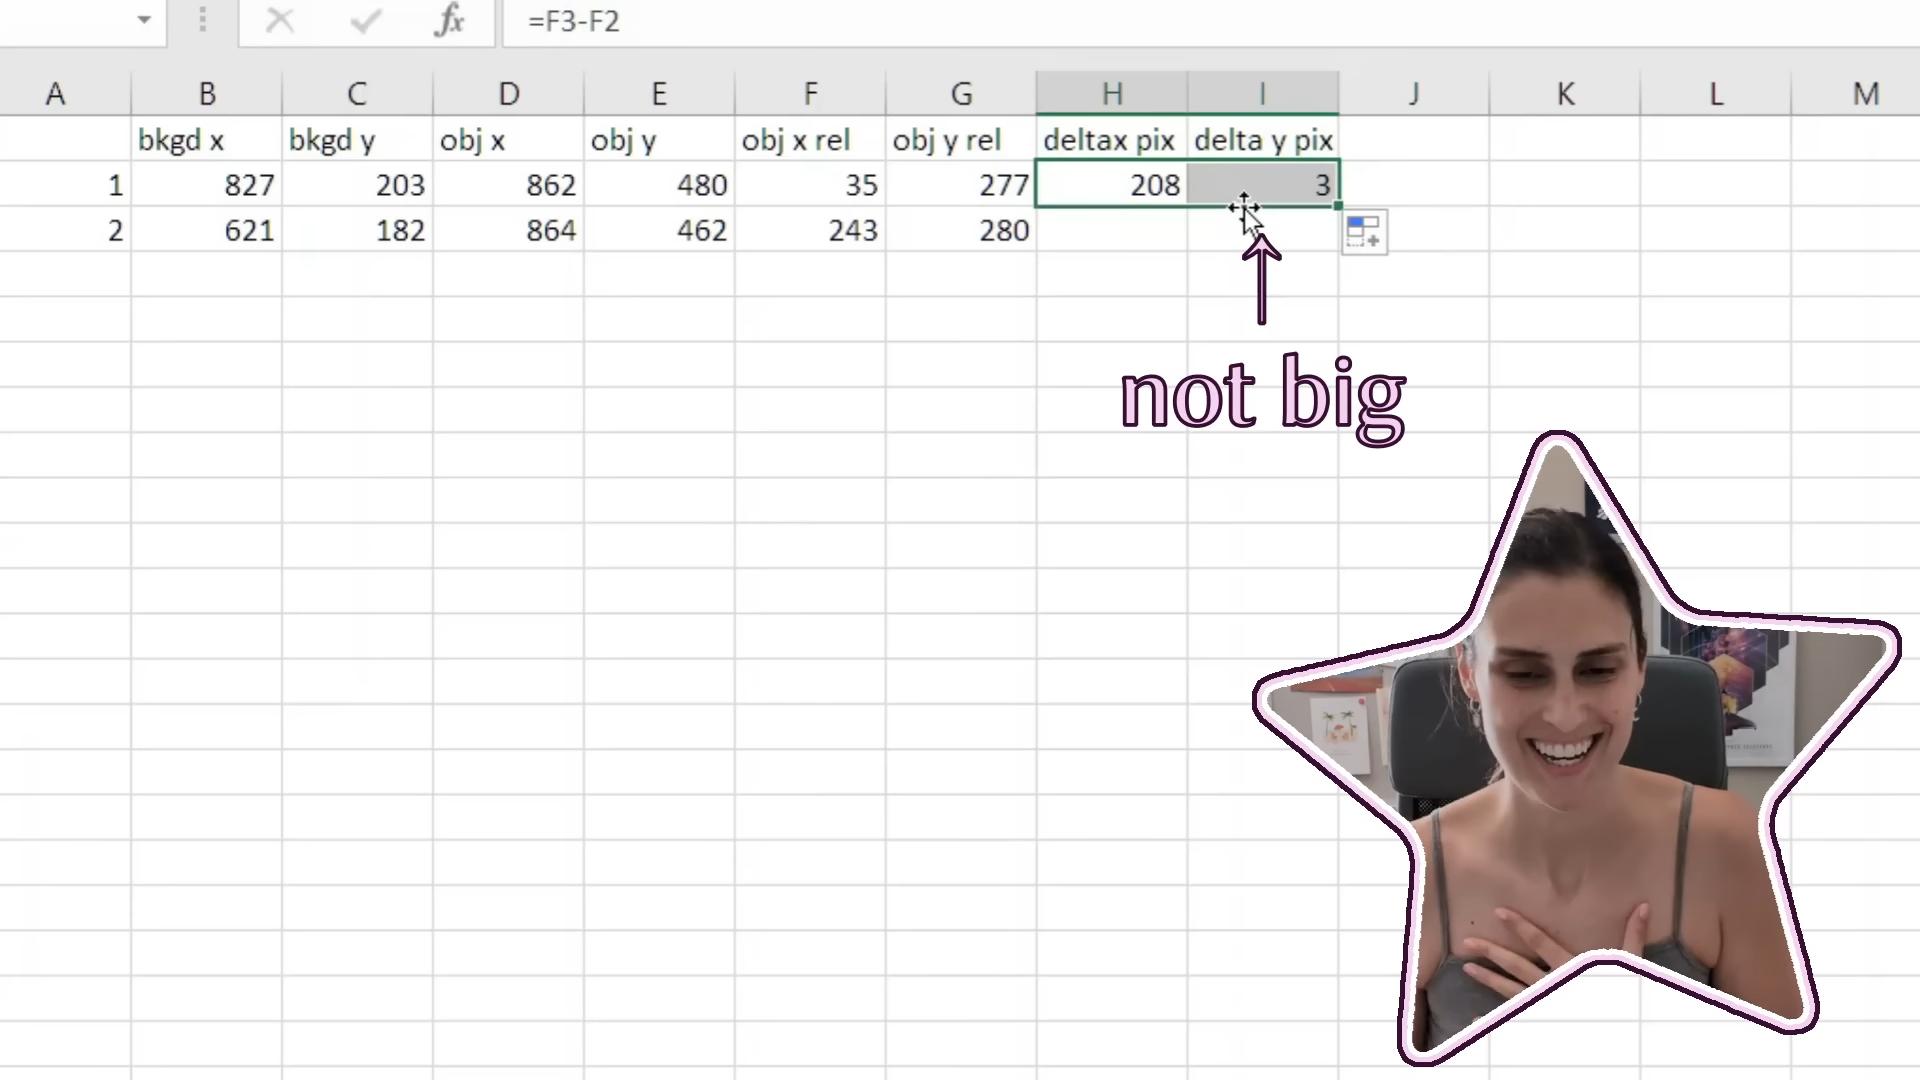 =F3-F2
A B C D E F G H I J K L M
bkgd x bkgd y obj x obj y obj x rel obj y rel deltax pix delta y pix
1 827 203 862 480 35 277 208 3
2 621 182 864 462 243 280
not big